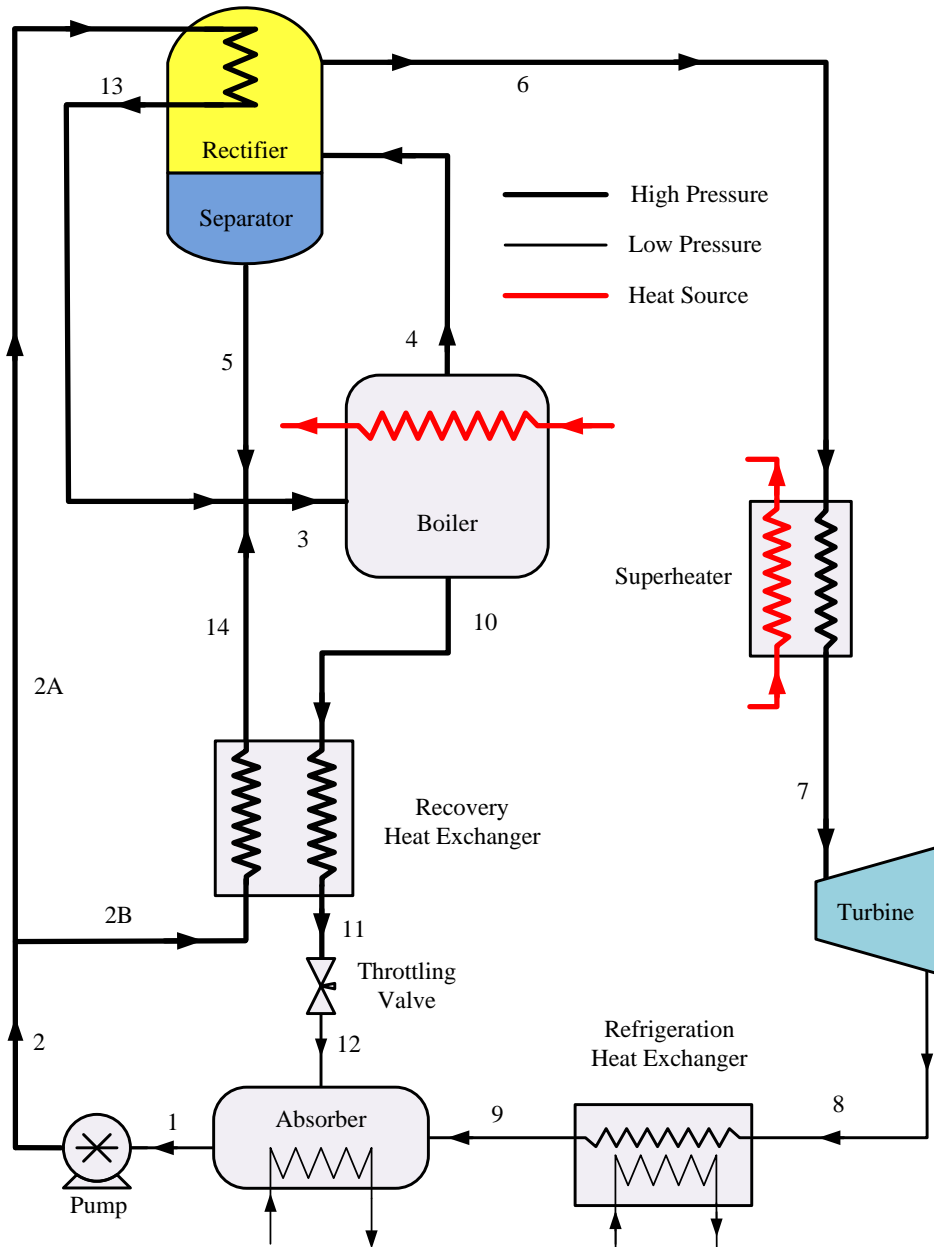 13
6
Rectifier
Separator
High Pressure
Low Pressure
Heat Source
5
4
3
Boiler
Superheater
14
10
2A
7
Recovery
Heat Exchanger
2B
11
Turbine
Throttling
Valve
2
12
Refrigeration
Heat Exchanger
1
Absorber
9
8
Pump